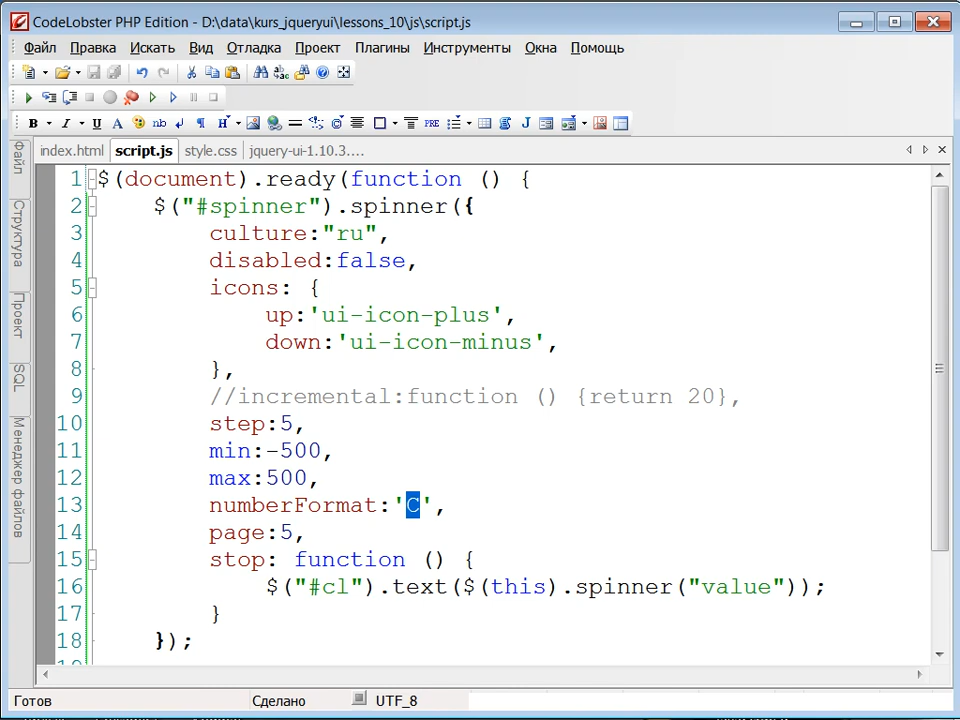 CodeLobster PHP Edition - D:\data\kurs_jqueryui\lessons_10\js\script.js
Файл Правка Искать Вид Отладка Проект Плагины Инструменты Окна Помощь
B I U A nb H PRE J
index.html script.js style.css jquery-ui-1.10.3....
Файл
Структура
Проект
SQL
Менеджер файлов
1 $(document).ready(function () {
2 $("#spinner").spinner({
3 culture:"ru",
4 disabled:false,
5 icons: {
6 up:'ui-icon-plus',
7 down:'ui-icon-minus',
8 },
9 //incremental:function () {return 20},
10 step:5,
11 min:-500,
12 max:500,
13 numberFormat:'C',
14 page:5,
15 stop: function () {
16 $("#cl").text($(this).spinner("value"));
17 }
18 });
Готов Сделано UTF_8